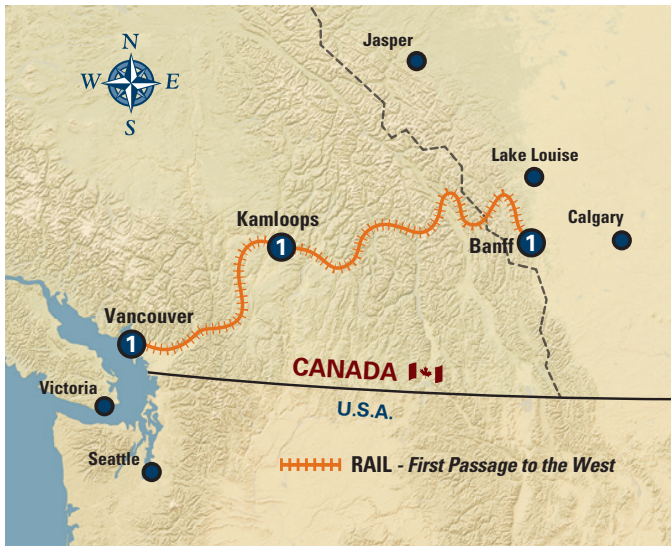 N
Jasper
W E
S
Lake Louise
Kamloops
Calgary
1
1
Banff
Vancouver
1
CANADA
Victoria
U.S.A.
Seattle
RAIL - First Passage to the West